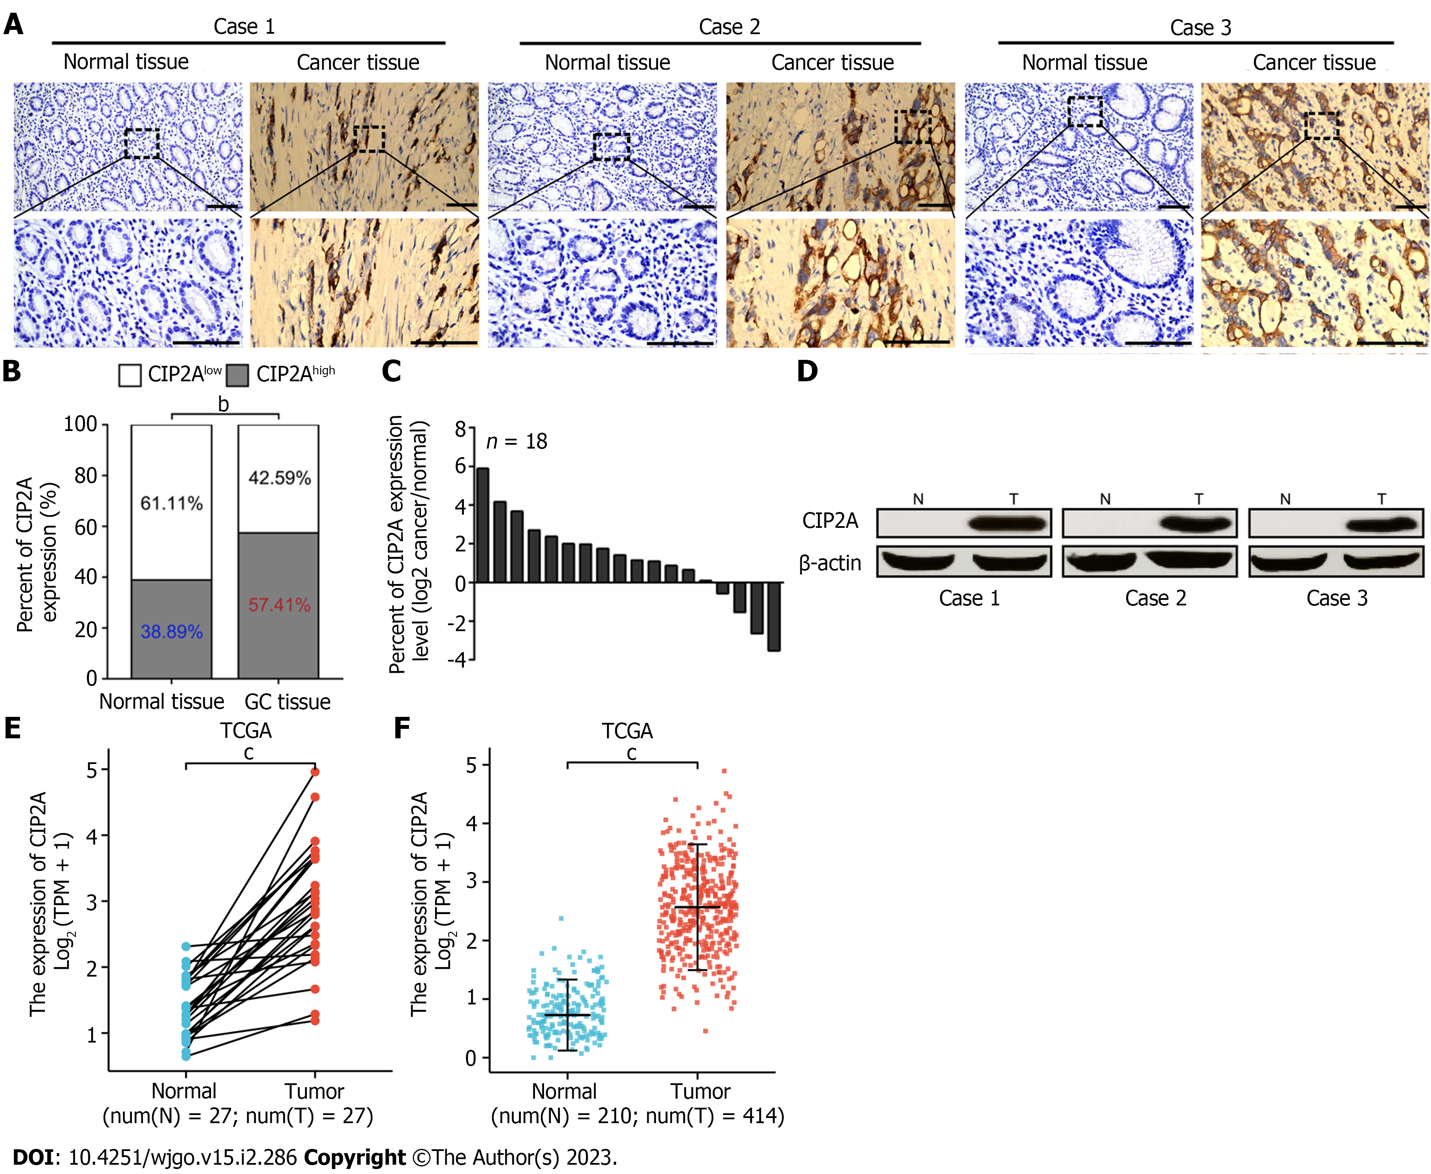 A
Case 1
Case 2
Case 3
Normal tissue
Cancer tissue
Normal tissue
Cancer tissue
Normal tissue
Cancer tissue
B
CIP2Alow
CIP2Ahigh
b
Percent of CIP2A
expression (%)
100
80
60
40
20
0
61.11%
42.59%
38.89%
57.41%
Normal tissue
GC tissue
C
Percent of CIP2A expression
level (log2 cancer/normal)
n = 18
8
6
4
2
0
-2
-4
D
N T N T N T
CIP2A
β-actin
Case 1
Case 2
Case 3
E
TCGA
c
The expression of CIP2A
Log2 (TPM + 1)
5
4
3
2
1
Normal
Tumor
(num(N) = 27; num(T) = 27)
F
TCGA
c
The expression of CIP2A
Log2 (TPM + 1)
5
4
3
2
1
0
Normal
Tumor
(num(N) = 210; num(T) = 414)
DOI: 10.4251/wjgo.v15.i2.286 Copyright ©The Author(s) 2023.